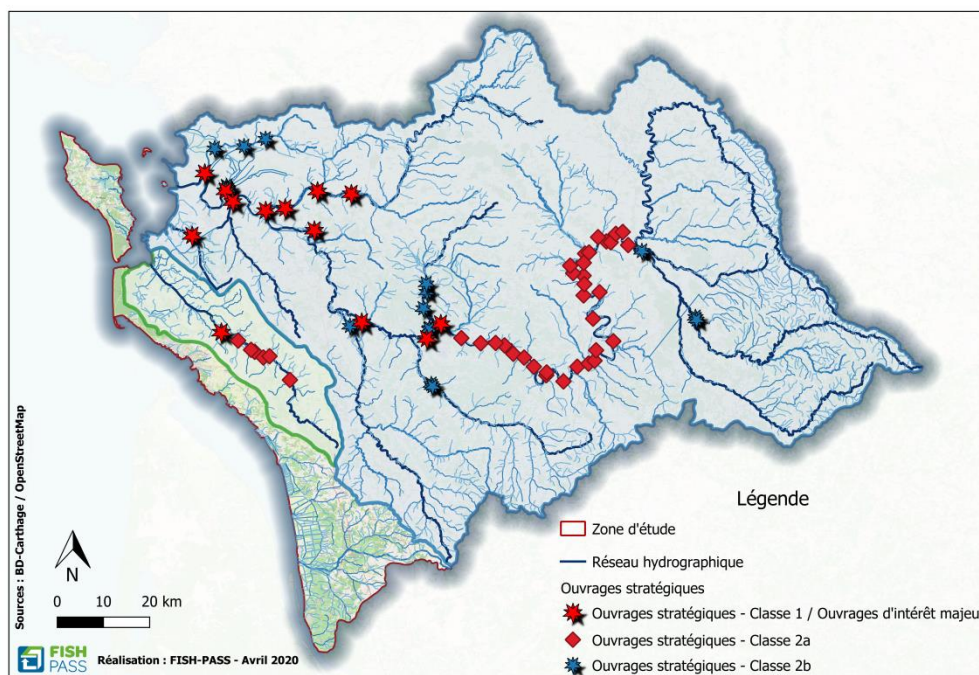 Légende
Zone d'étude
Réseau hydrographique
Ouvrages stratégiques
Ouvrages stratégiques - Classe 1 / Ouvrages d'intérêt majeu
Ouvrages stratégiques - Classe 2a
Ouvrages stratégiques - Classe 2b
Sources : BD-Carthage / OpenStreetMap
N
0 10 20 km
FISH
PASS
Réalisation : FISH-PASS - Avril 2020